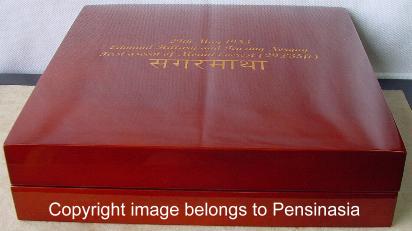 29th May 1953
Edmund Hillary and Tenzing Norgay
First ascent of Mount Everest (29,035ft)
सगरमाथा
Copyright image belongs to Pensinasia